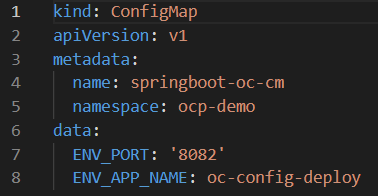 1 kind: ConfigMap
2 apiVersion: v1
3 metadata:
4   name: springboot-oc-cm
5   namespace: ocp-demo
6 data:
7   ENV_PORT: '8082'
8   ENV_APP_NAME: oc-config-deploy